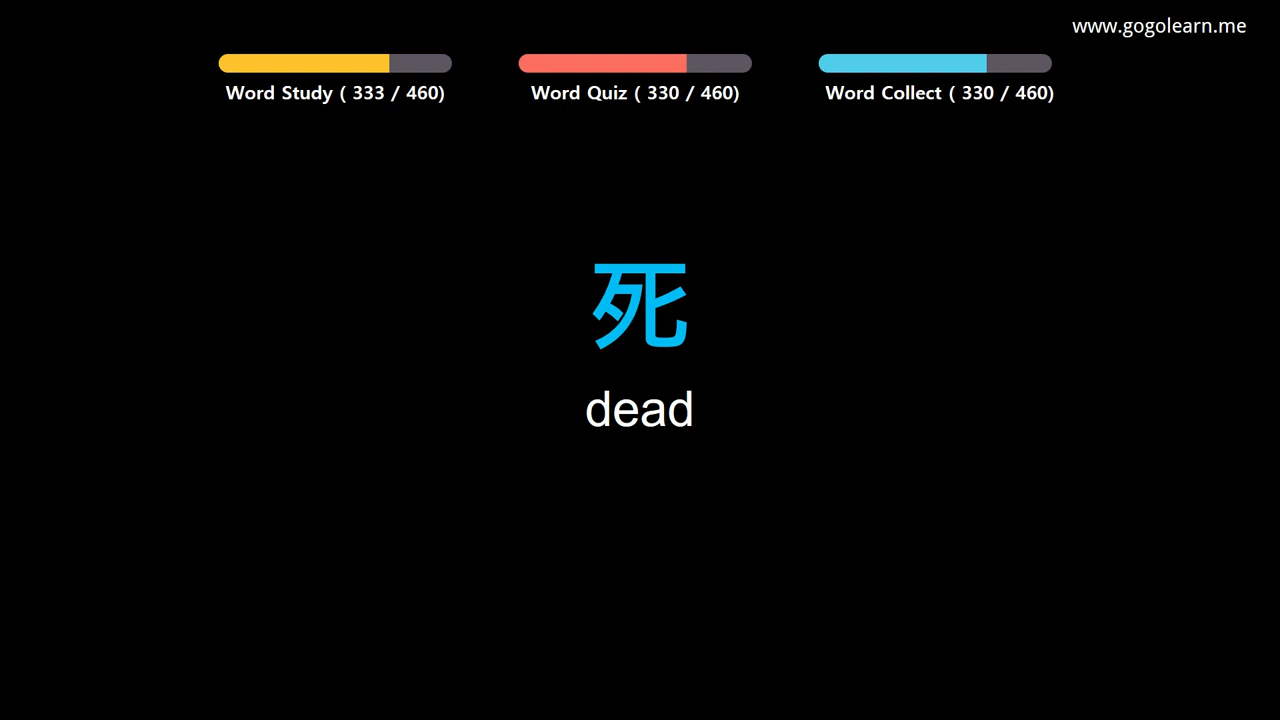 www.gogolearn.me
Word Study ( 333 / 460)
Word Quiz ( 330 / 460)
Word Collect ( 330 / 460)
死
dead